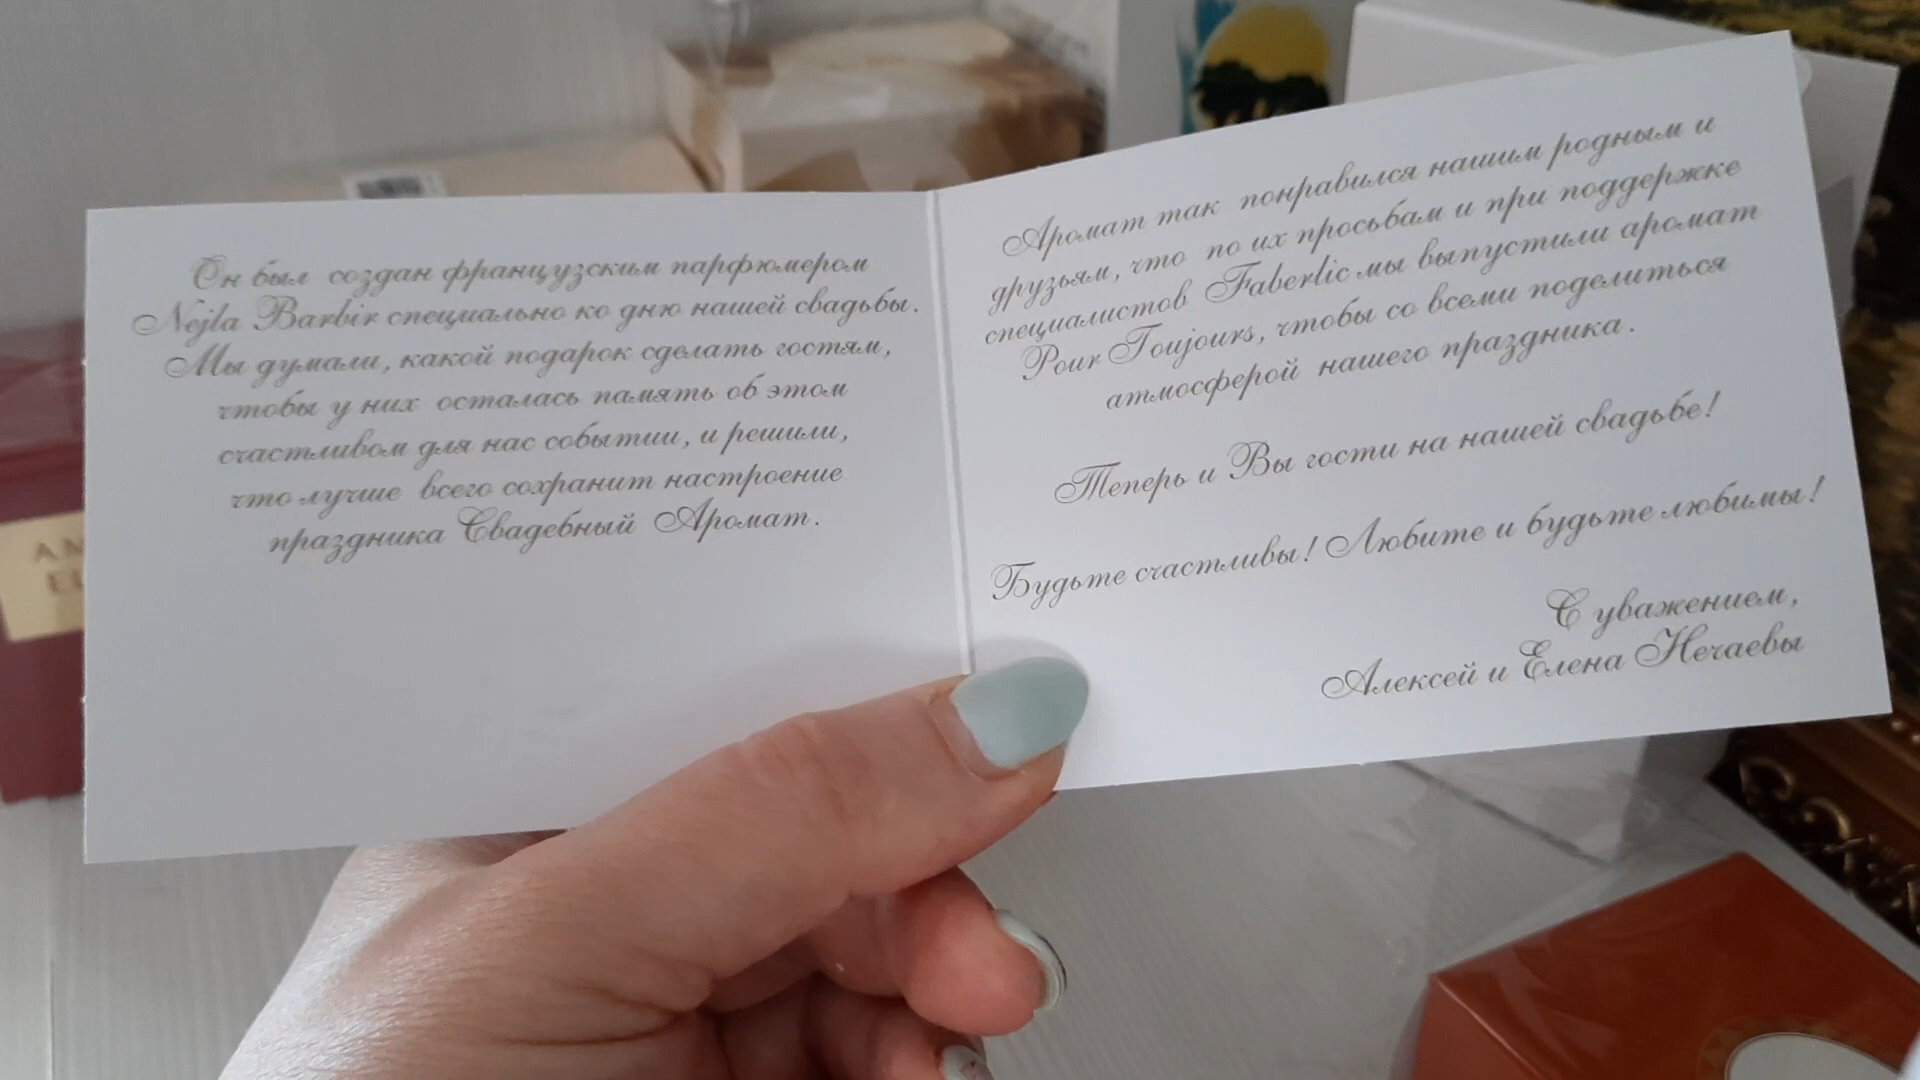 Он был создан французским парфюмером
Nejla Barbir специально ко дню нашей свадьбы.
Мы думали, какой подарок сделать гостям,
чтобы у них осталась память об этом
счастливом для нас событии, и решили,
что лучше всего сохранит настроение
праздника Свадебный Аромат.
Аромат так понравился нашим родным и
друзьям, что по их просьбам и при поддержке
специалистов Faberlic мы выпустили аромат
Pour Toujours, чтобы со всеми поделиться
атмосферой нашего праздника.
Теперь и Вы гости на нашей свадьбе!
Будьте счастливы! Любите и будьте любимы!
С уважением,
Алексей и Елена Нечаевы